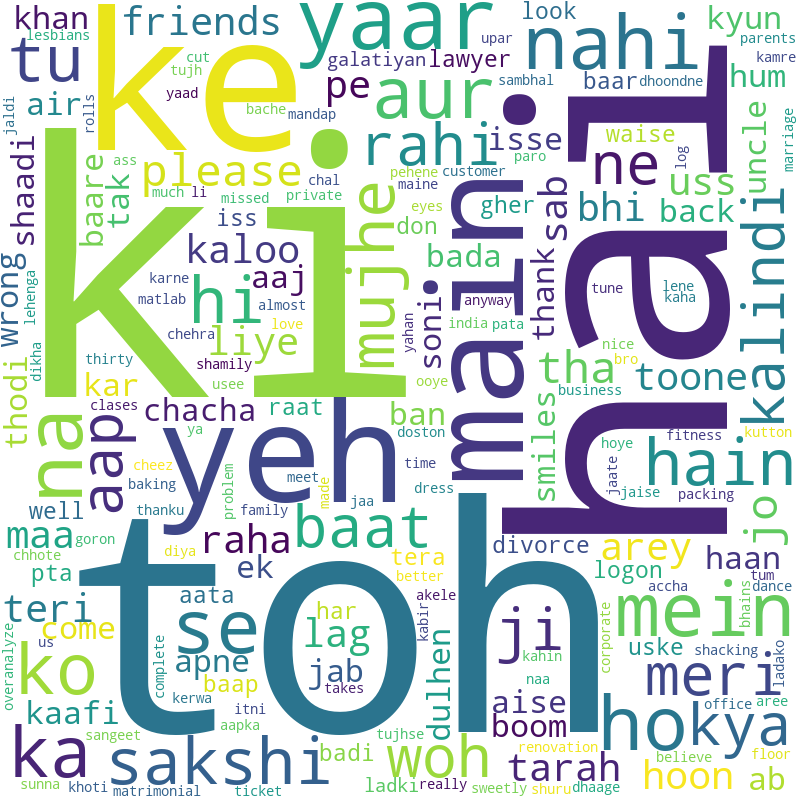 khan
lesbians
friends
yaar
look
upar
parents
kyun
tu
ke
cut
tujh
galatiyan
lawyer
nahi
kamre
air
yaad
bache
mandap
pe
aur
sambhal
baar
dhoondne
hum
jaldi
rolls
ki
rahi
isse
waise
log
marriage
shaadi
baare
tak
please
ass
pehene
paro
customer
ne
uss
uncle
much
li
missed
private
chal
maine
eyes
gher
bhi
back
wrong
iss
kaloo
mujhe
don
bada
main
thank
sab
hai
kalindi
lehenga
karne
matlab
hi
aaj
almost
yahan
soni
anyway
tune
lene
kaha
dikha
thirty
chehra
liye
love
shamily
india
pata
ooye
nice
bro
thodi
na
kar
usee
tha
business
toone
clases
chacha
raat
ban
smiles
aap
ya
yeh
doston
hoye
fitness
kutton
well
cheez
baking
thanku
problem
meet
made
time
dress
jaate
jaise
packing
hain
maa
goron
toh
family
raha
baat
divorce
arey
jo
chhote
pta
diya
ek
tera
better
logon
haan
accha
tum
dance
bhains
teri
aata
har
lag
akele
kabir
ji
mein
come
us
se
apne
jab
dulhen
kahin
corporate
uske
shacking
ladako
overanalyze
ko
complete
baap
kerwa
takes
aise
naa
meri
office
aree
kaafi
itni
aapka
boom
ho
kya
sangeet
tujhse
renovation
believe
floor
ka
sakshi
badi
woh
tarah
hoon
ab
sunna
khoti
matrimonial
ticket
ladki
really
sweetly
shuru
dhaage
jaa